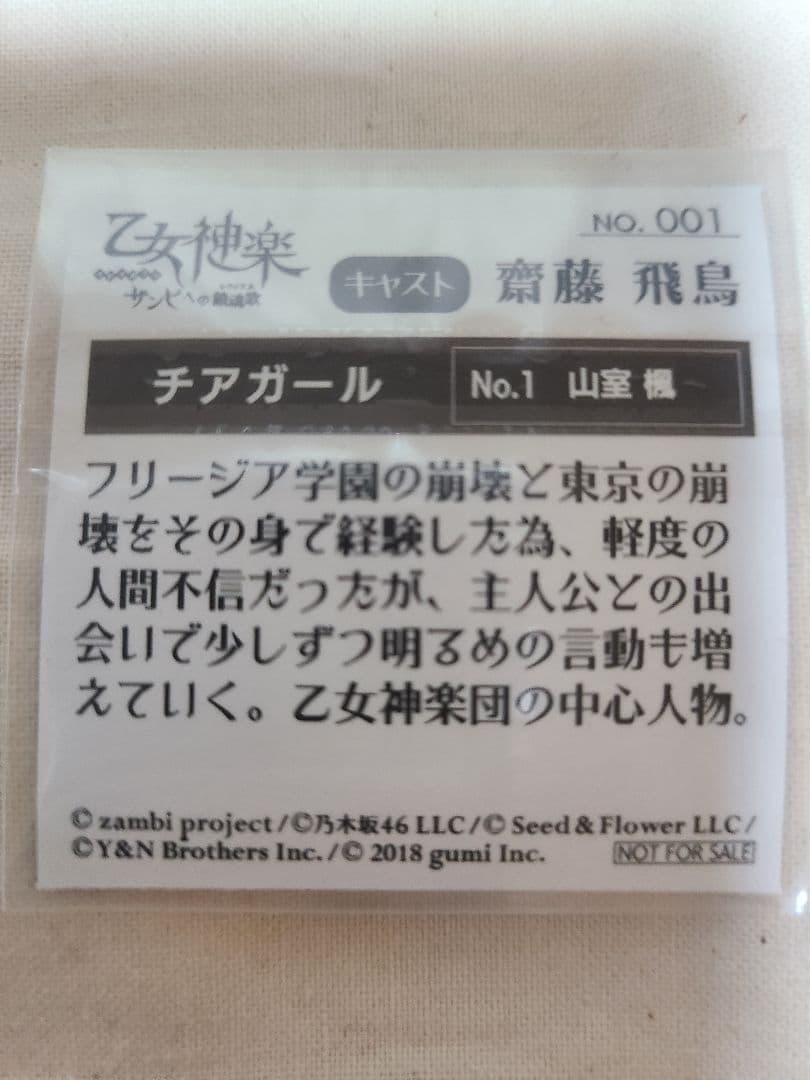 NO. 001
乙女神楽
サンビへの鎮魂歌
レクイエム
キャスト 齋藤 飛鳥
チアガール No.1 山室 楓
フリージア学園の崩壊と東京の崩
壊をその身で経験した為、軽度の
人間不信だったが、主人公との出
会いで少しずつ明るめの言動も増
えていく。乙女神楽団の中心人物。
© zambi project/©乃木坂46 LLC/© Seed&Flower LLC/
©Y&N Brothers Inc./© 2018 gumi Inc.
NOT FOR SALE